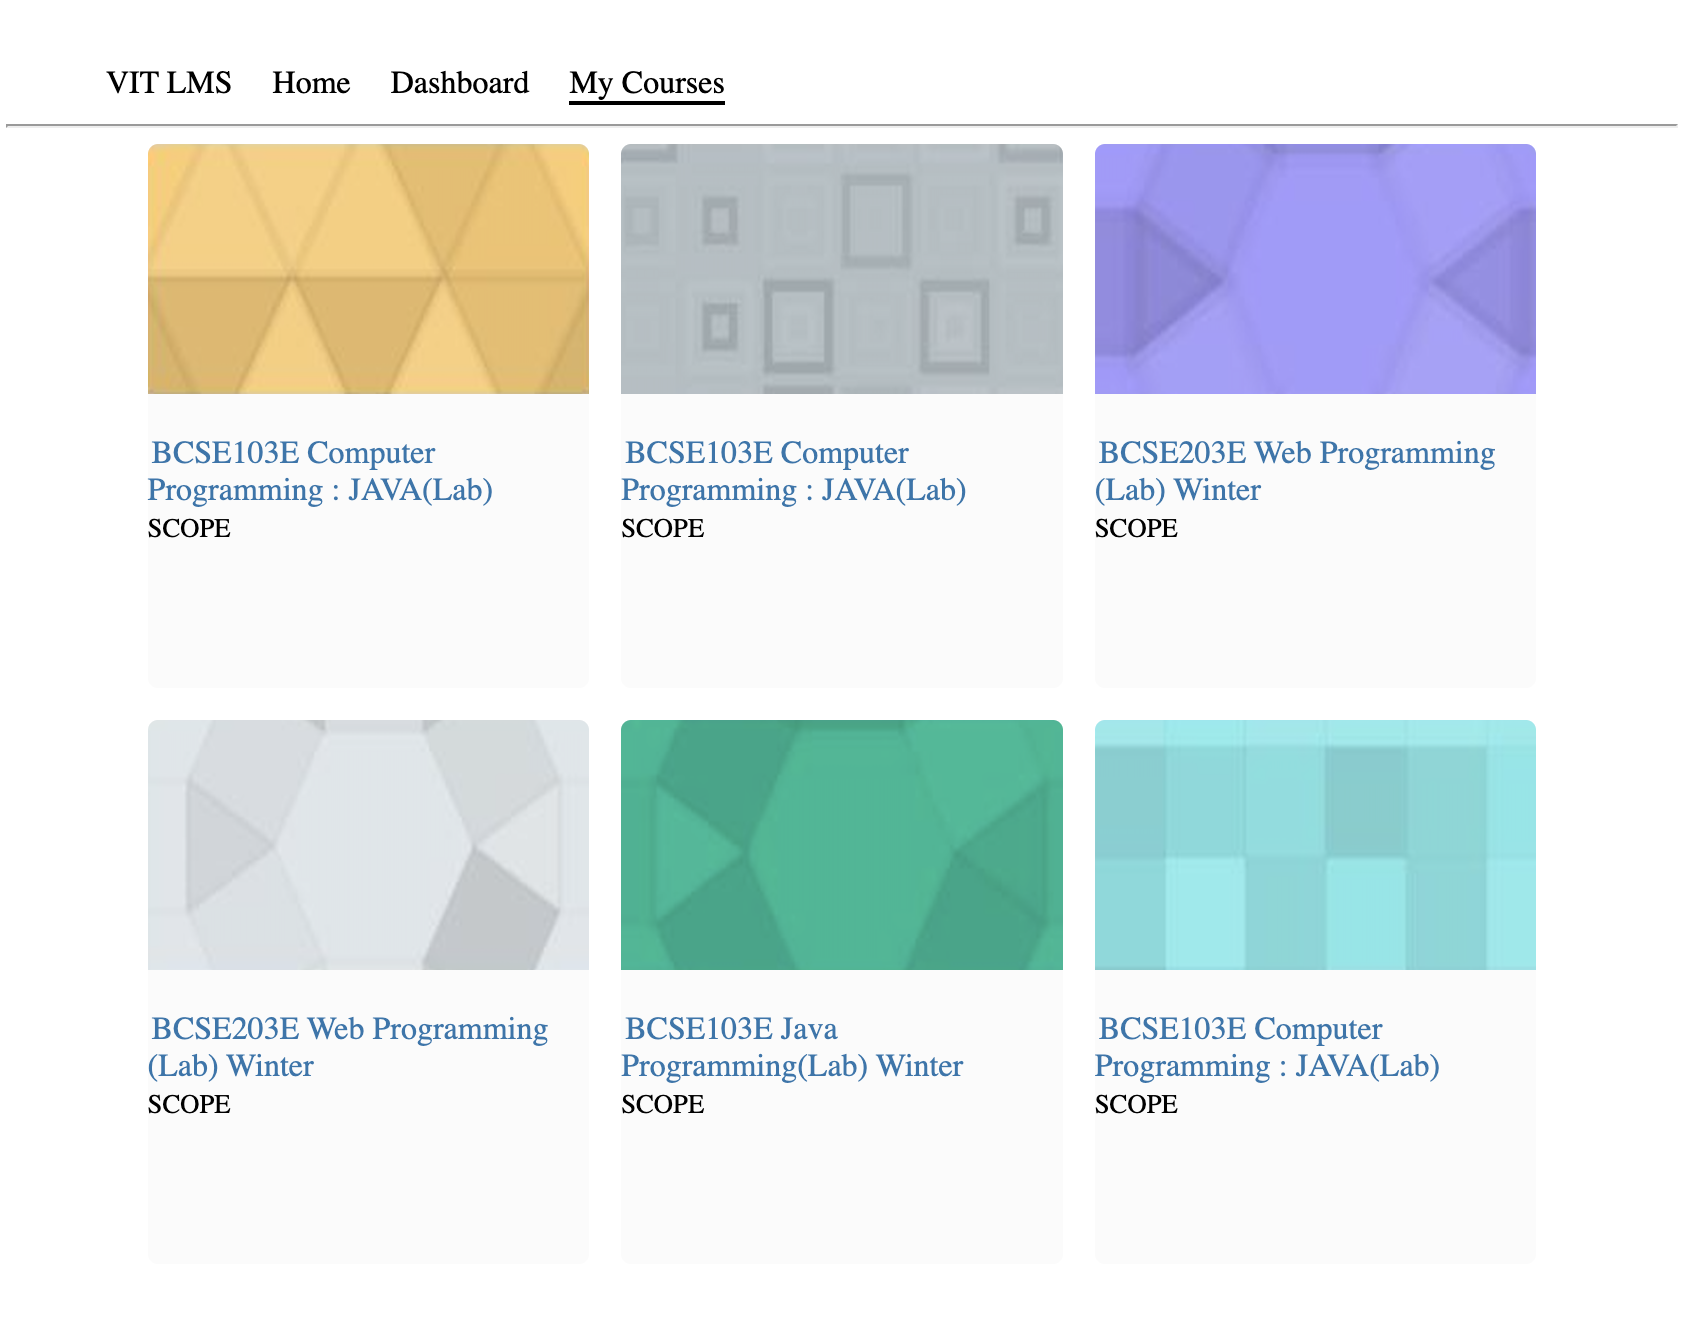 VIT LMS Home Dashboard My Courses
BCSE103E Computer
Programming : JAVA(Lab)
SCOPE
BCSE103E Computer
Programming : JAVA(Lab)
SCOPE
BCSE203E Web Programming
(Lab) Winter
SCOPE
BCSE203E Web Programming
(Lab) Winter
SCOPE
BCSE103E Java
Programming(Lab) Winter
SCOPE
BCSE103E Computer
Programming : JAVA(Lab)
SCOPE